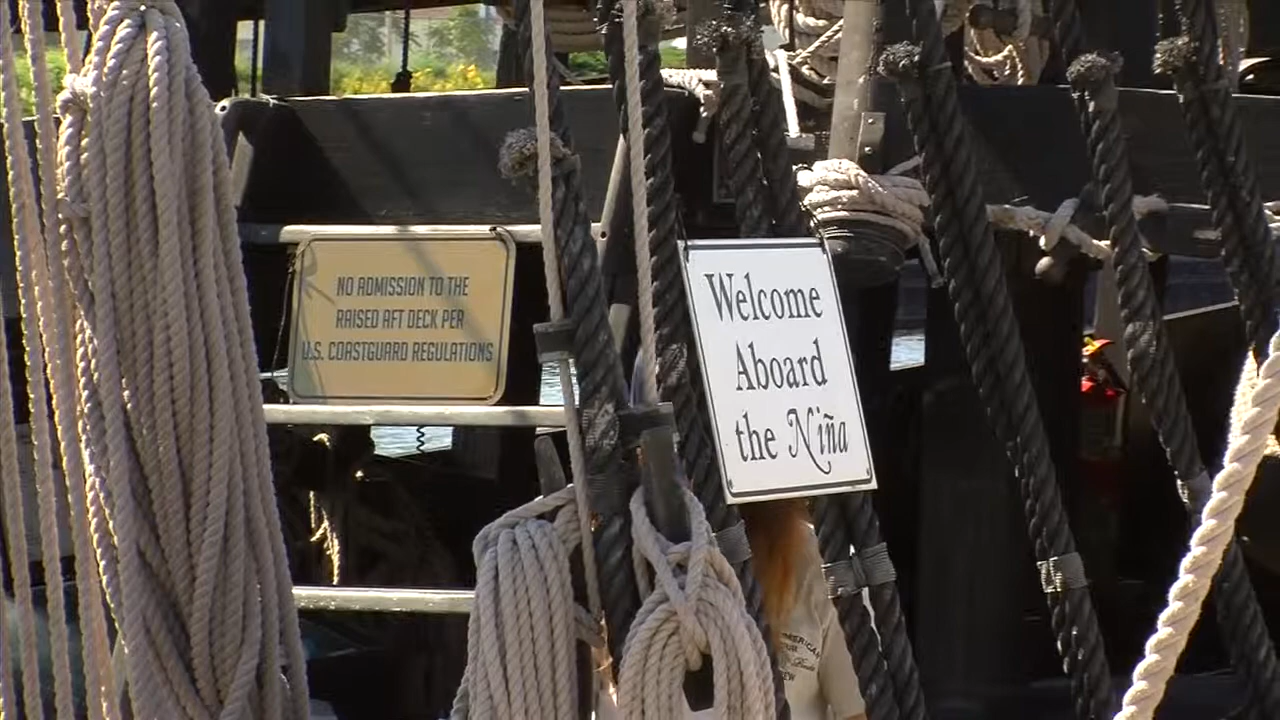 NO ADMISSION TO THE
RAISED AFT DECK PER
U.S. COASTGUARD REGULATIONS
Welcome
Aboard
the Niña